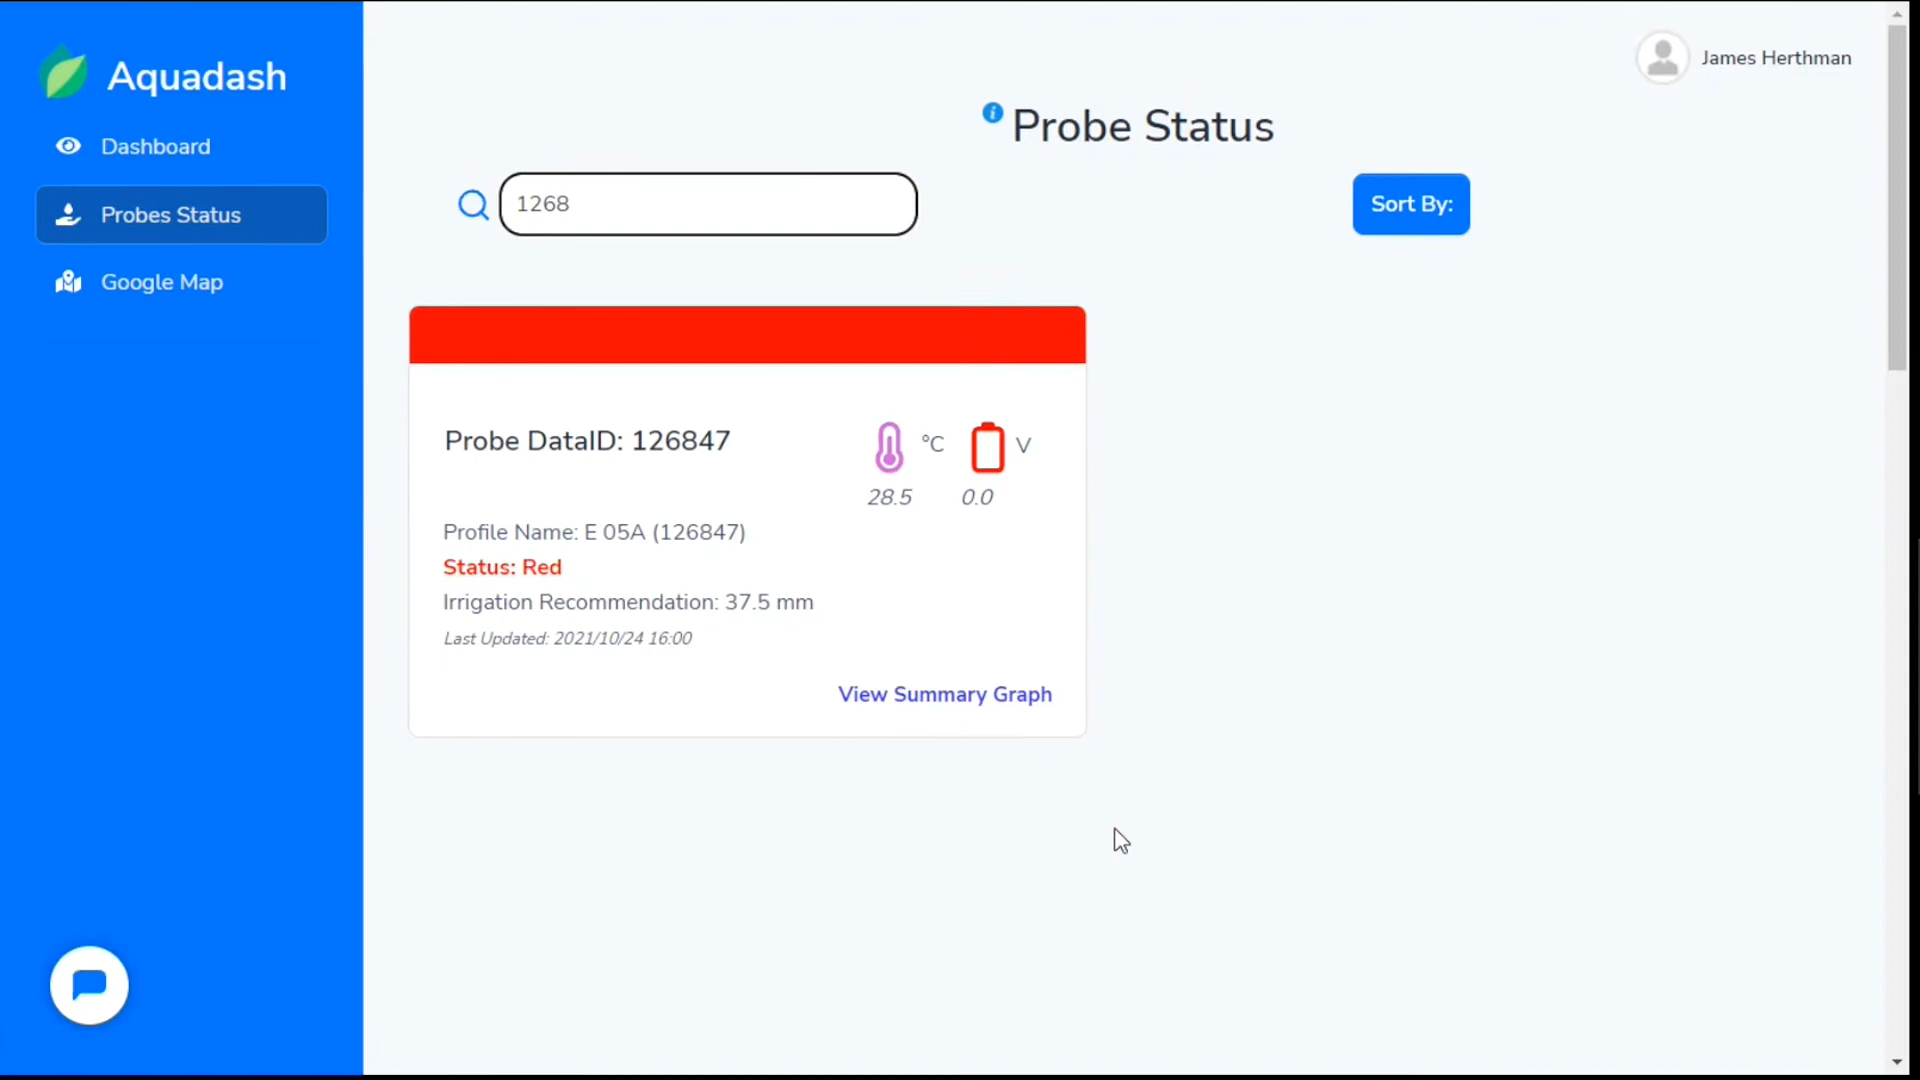 Aquadash
Dashboard
Probes Status
Google Map
James Herthman
i Probe Status
1268
Sort By:
Probe DataID: 126847
°C V
28.5 0.0
Profile Name: E 05A (126847)
Status: Red
Irrigation Recommendation: 37.5 mm
Last Updated: 2021/10/24 16:00
View Summary Graph